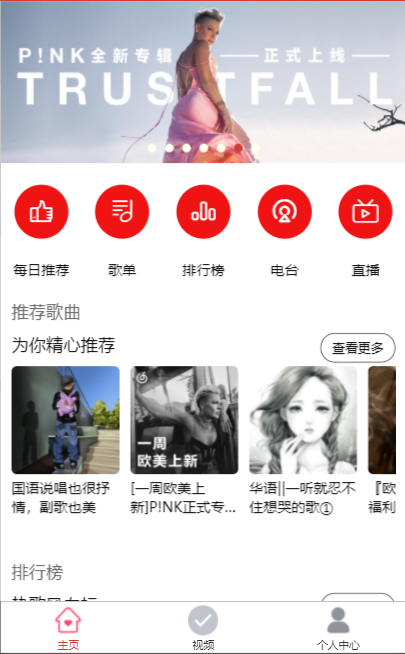 P!NK全新专辑 —— 正式上线 ——
TRUSTFALL
每日推荐 歌单 排行榜 电台 直播
推荐歌曲
为你精心推荐 查看更多
一周
欧美上新
国语说唱也很抒
情，副歌也美
[一周欧美上
新]P!NK正式专...
华语||一听就忍不
住想哭的歌①
『欧
福利
排行榜
主页 视频 个人中心